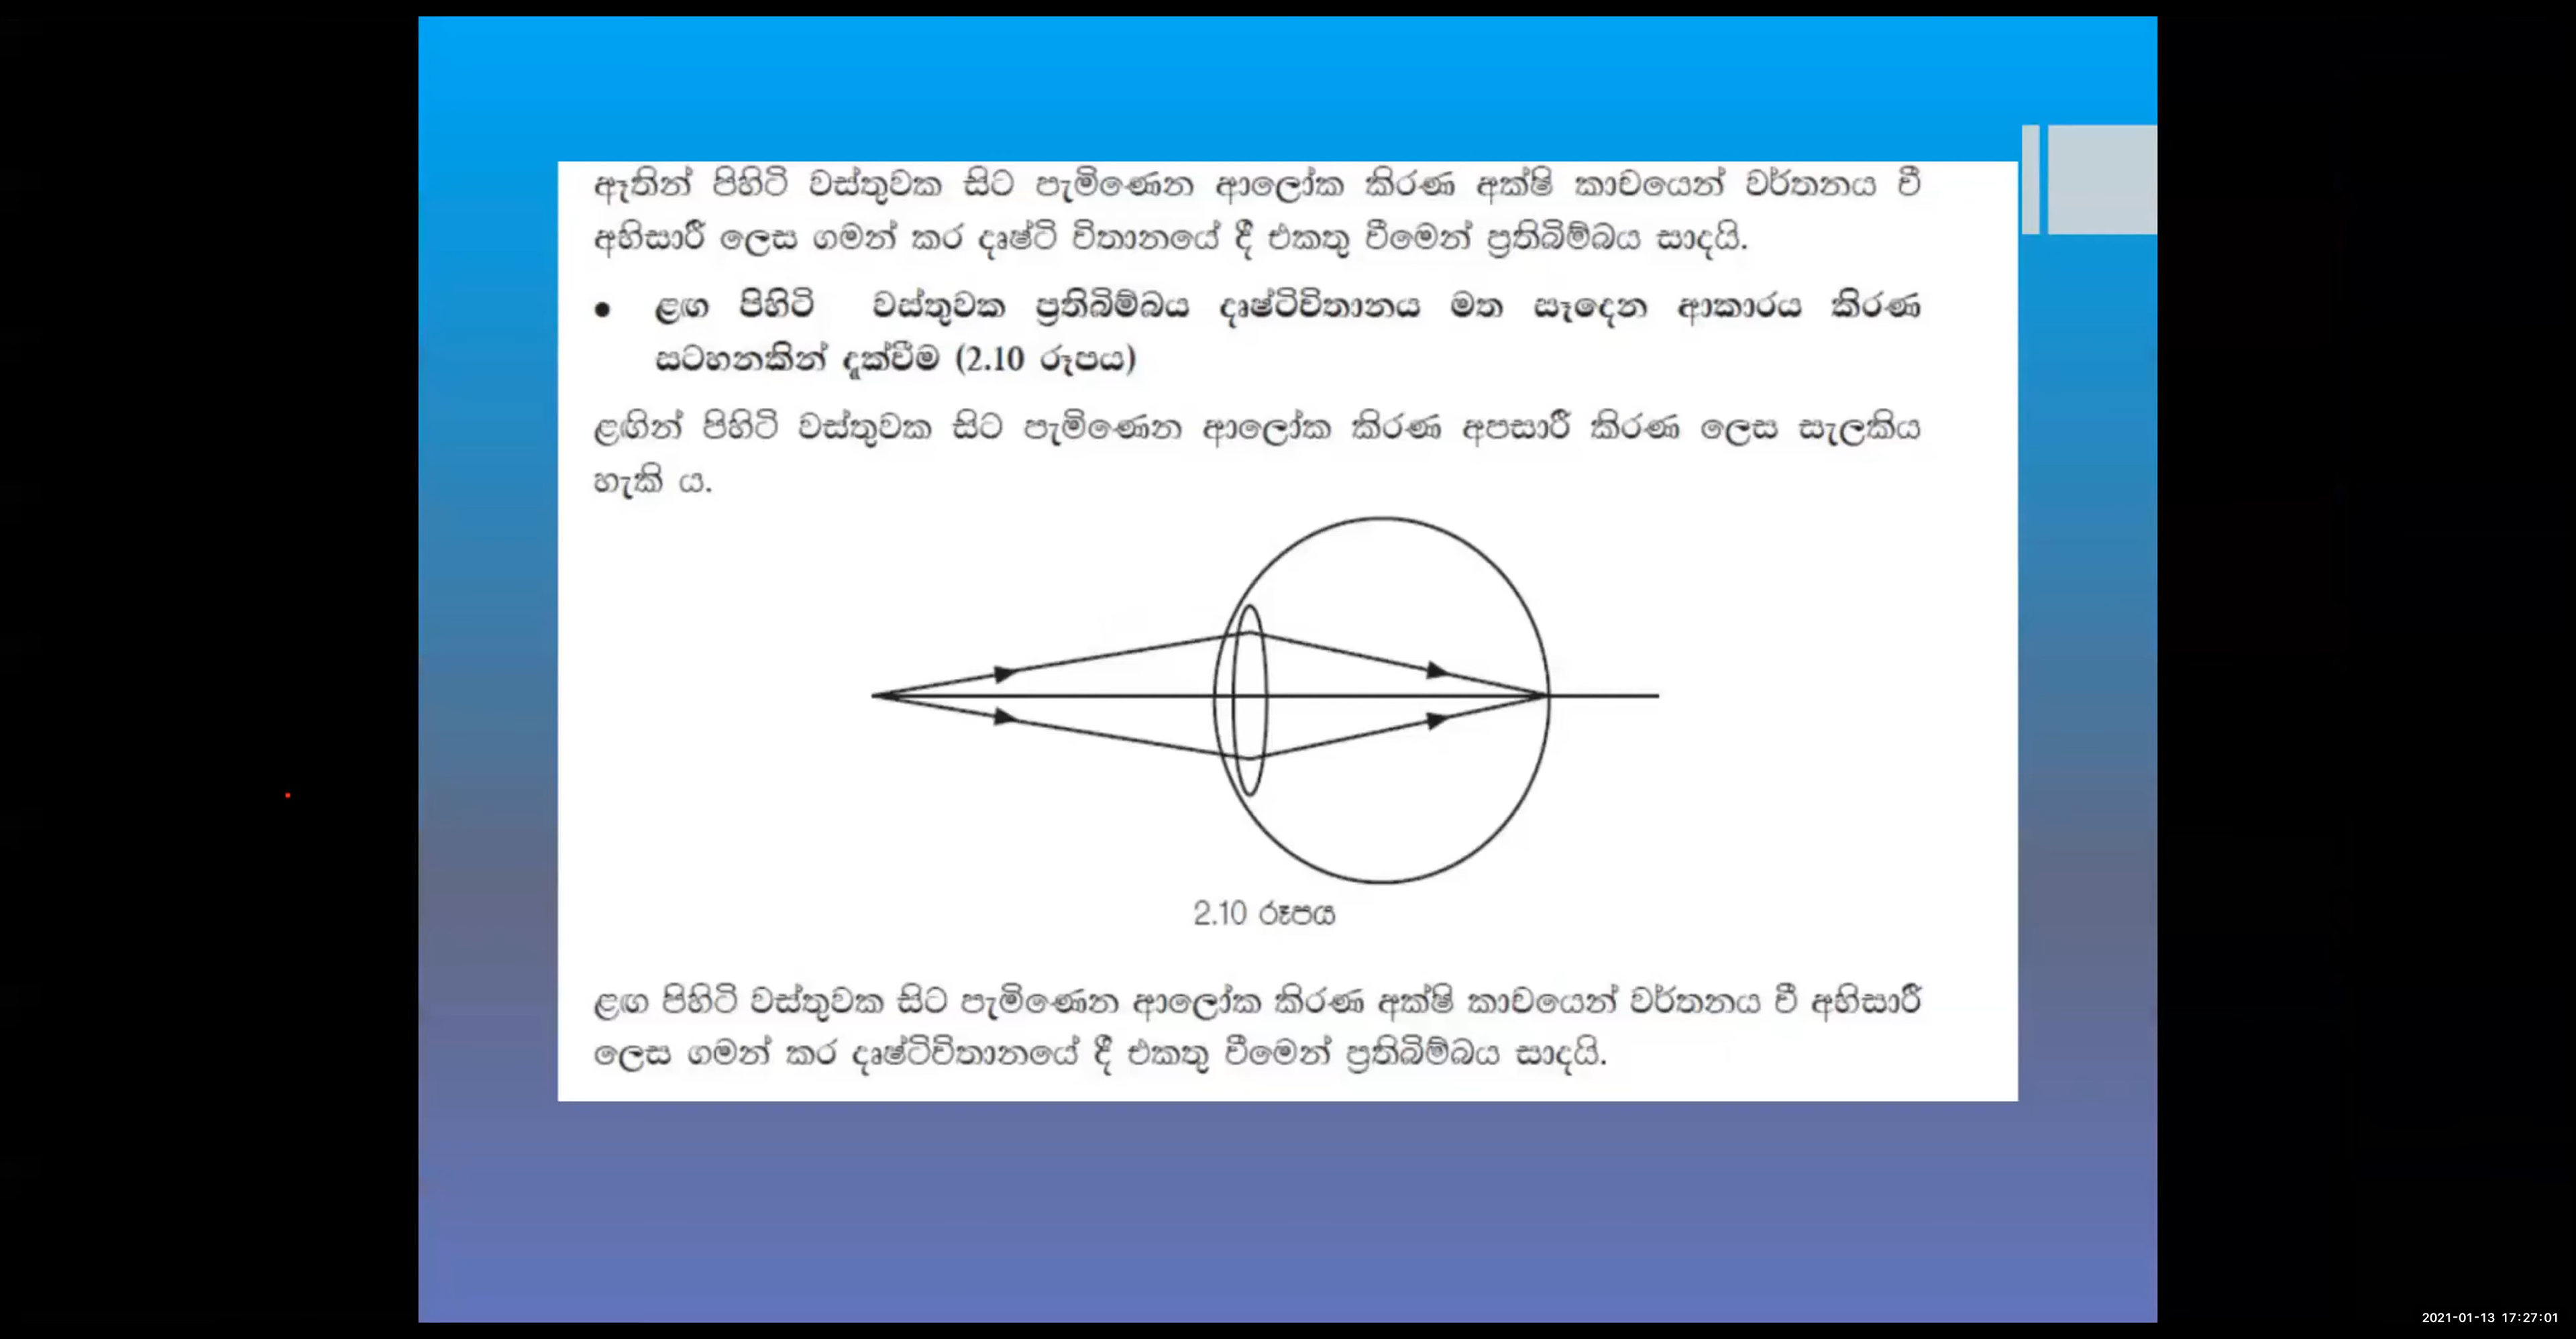 ඈතින් පිහිටි වස්තුවක සිට පැමිණෙන ආලෝක කිරණ අක්ෂි කාචයෙන් වර්තනය වී
අභිසාරී ලෙස ගමන් කර දෘෂ්ටි විතානයේ දී එකතු වීමෙන් ප්‍රතිබිම්බය සාදයි.
• ළඟ පිහිටි වස්තුවක ප්‍රතිබිම්බය දෘෂ්ටිවිතානය මත සෑදෙන ආකාරය කිරණ
සටහනකින් දැක්වීම (2.10 රූපය)
ළඟින් පිහිටි වස්තුවක සිට පැමිණෙන ආලෝක කිරණ අපසාරී කිරණ ලෙස සැලකිය
හැකි ය.
2.10 රූපය
ළඟ පිහිටි වස්තුවක සිට පැමිණෙන ආලෝක කිරණ අක්ෂි කාචයෙන් වර්තනය වී අභිසාරී
ලෙස ගමන් කර දෘෂ්ටිවිතානයේ දී එකතු වීමෙන් ප්‍රතිබිම්බය සාදයි.
2021-01-13 17:27:01